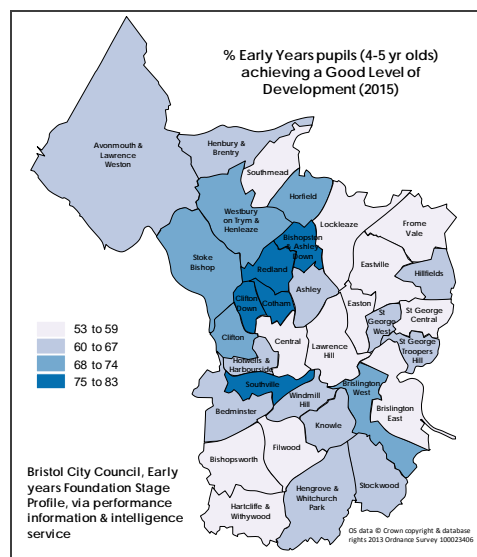 % Early Years pupils (4-5 yr olds)
achieving a Good Level of
Development (2015)
Avonmouth &
Lawrence
Weston
Henbury &
Brentry
Southmead
Horfield
Westbury
on Trym &
Henleaze
Lockleaze
Frome
Vale
Bishopston
& Ashley
Down
Stoke
Bishop
Eastville
Redland
Hillfields
Ashley
Clifton
Down
Cotham
Easton
St
George
West
St George
Central
Clifton
Central
Lawrence
Hill
St George
Troopers
Hill
Hotwells &
Harbourside
53 to 59
60 to 67
68 to 74
75 to 83
Southville
Windmill
Hill
Brislington
West
Brislington
East
Bedminster
Knowle
Bishopsworth
Filwood
Stockwood
Hengrove &
Whitchurch
Park
Hartcliffe &
Withywood
Bristol City Council, Early
years Foundation Stage
Profile, via performance
information & intelligence
service
OS data © Crown copyright & database
rights 2013 Ordnance Survey 100023406